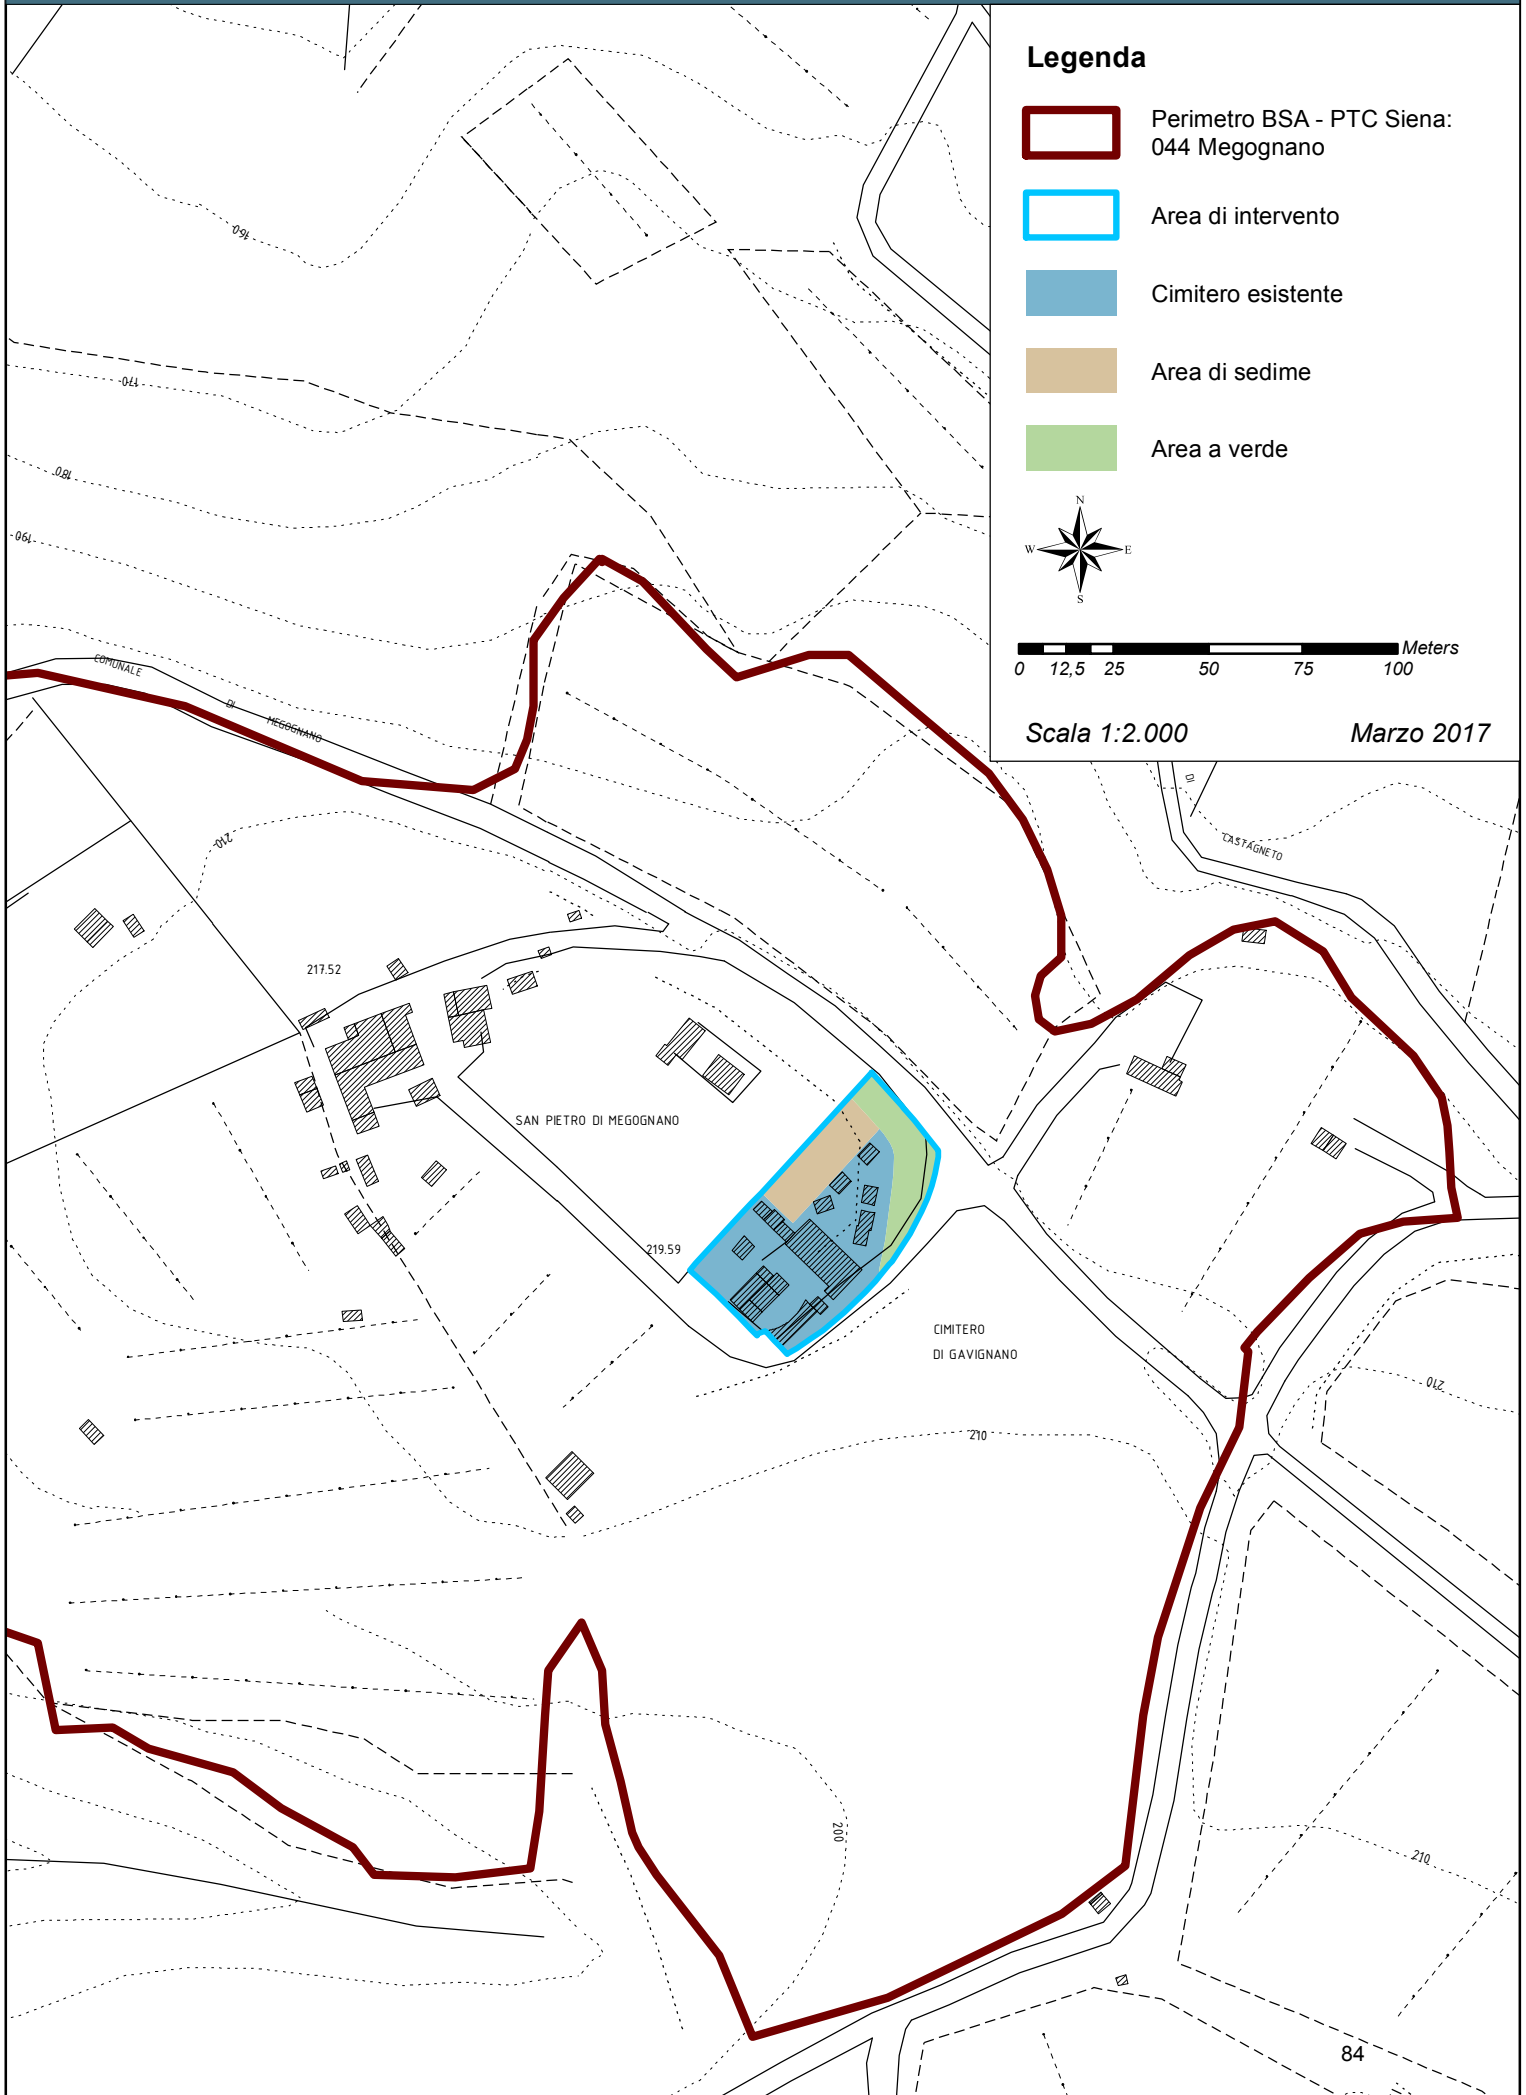 Legenda
Perimetro BSA - PTC Siena:
044 Megognano
Area di intervento
Cimitero esistente
Area di sedime
Area a verde
N
W
E
S
Meters
0 12,5 25 50 75 100
Scala 1:2.000 Marzo 2017
160
170
180
190
COMUNALE
DI
MEGOGNANO
DI
CASTAGNETO
210
217.52
SAN PIETRO DI MEGOGNANO
219.59
CIMITERO
DI GAVIGNANO
210
210
200
210
84